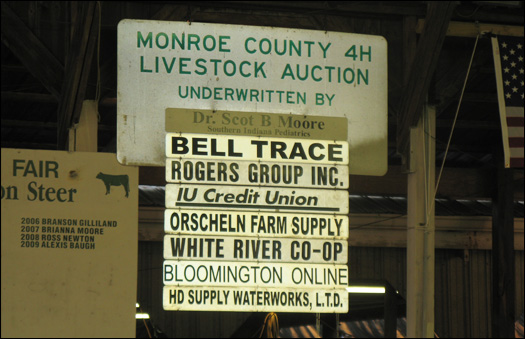 MONROE COUNTY 4H
LIVESTOCK AUCTION
UNDERWRITTEN BY
Dr. Scot B Moore
Southern Indiana Pediatrics
BELL TRACE
ROGERS GROUP INC.
IU Credit Union
ORSCHELN FARM SUPPLY
WHITE RIVER CO-OP
BLOOMINGTON ONLINE
HD SUPPLY WATERWORKS, L.T.D.
FAIR
on Steer
2006 BRANSON GILLILAND
2007 BRIANNA MOORE
2008 ROSS NEWTON
2009 ALEXIS BAUGH